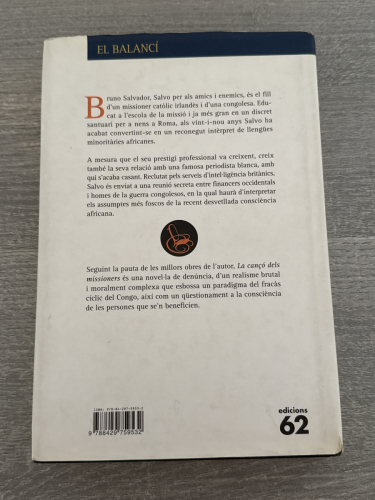 EL BALANCÍ
Bruno Salvador, Salvo per als amics i enemics, és el fill
d'un missioner catòlic irlandès i d'una congolesa. Edu-
cat a l'escola de la missió i ja més gran en un discret
santuari per a nens a Roma, als vint-i-nou anys Salvo ha
acabat convertint-se en un reconegut intèrpret de llengües
minoritàries africanes.
A mesura que el seu prestigi professional va creixent, creix
també la seva relació amb una famosa periodista blanca, amb
qui s'acaba casant. Reclutat pels serveis d'intel·ligència britànics,
Salvo és enviat a una reunió secreta entre financers occidentals
i homes de la guerra congolesos, en la qual haurà d'interpretar
els assumptes més foscos de la recent desvetllada consciència
africana.
Seguint la pauta de les millors obres de l'autor, La cançó dels
missioners és una novel·la de denúncia, d'un realisme brutal
i moralment complexa que esbossa un paradigma del fracàs
cíclic del Congo, així com un qüestionament a la consciència
de les persones que se'n beneficien.
9 788429 759532
edicions
62